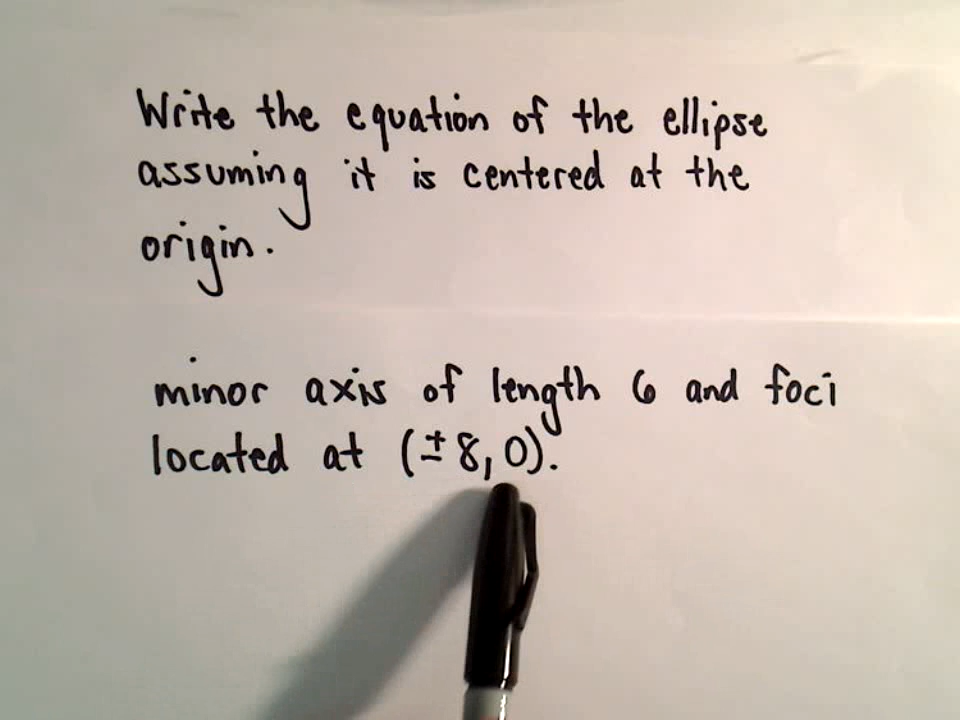 Write the equation of the ellipse
assuming it is centered at the
origin.
minor axis of length 6 and foci
located at (±8,0).